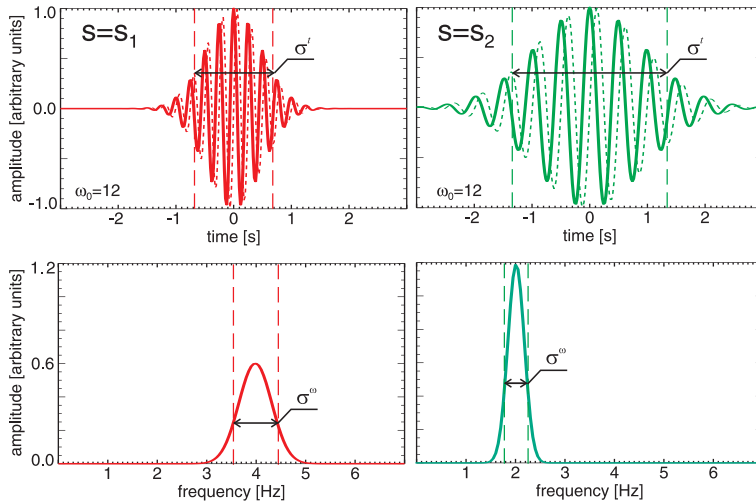 amplitude [arbitrary units]
1.0
0.0
-1.0
S=S1
σᵗ
ω₀=12
-2 -1 0 1 2
time [s]
S=S2
σᵗ
ω₀=12
-2 -1 0 1 2
time [s]
amplitude [arbitrary units]
1.2
0.6
0.0
σ^ω
1 2 3 4 5 6
frequency [Hz]
σ^ω
1 2 3 4 5 6
frequency [Hz]